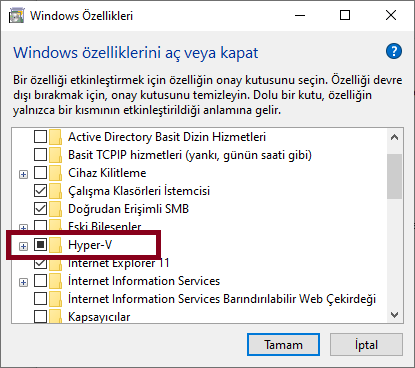 Windows Özellikleri
Windows özelliklerini aç veya kapat
Bir özelliği etkinleştirmek için özelliğin onay kutusunu seçin. Özelliği devre
dışı bırakmak için, onay kutusunu temizleyin. Dolu bir kutu, özelliğin
yalnızca bir kısmının etkinleştirildiği anlamına gelir.
Active Directory Basit Dizin Hizmetleri
Basit TCPIP hizmetleri (yankı, günün saati gibi)
Cihaz Kilitleme
Çalışma Klasörleri İstemcisi
Doğrudan Erişimli SMB
Eski Bileşenler
Hyper-V
Internet Explorer 11
Internet Information Services
Internet Information Services Barındırılabilir Web Çekirdeği
Kapsayıcılar
Tamam İptal